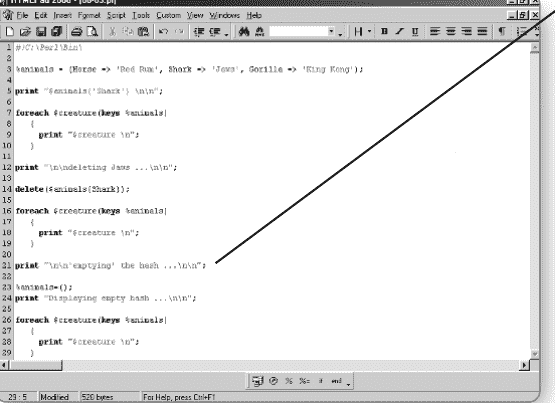 File Edit Insert Format Script Tools Custom View Windows Help
H B I U
1 #!C:\Perl\Bin\
2
3 %animals = (Horse => 'Red Rum', Shark => 'Jaws', Gorilla => 'King Kong');
4
5 print "$animals{'Shark'} \n\n";
6
7 foreach $creature(keys %animals)
8 {
9 print "$creature \n";
10 }
11
12 print "\n\ndeleting Jaws ...\n\n";
13
14 delete($animals{Shark});
15
16 foreach $creature(keys %animals)
17 {
18 print "$creature \n";
19 }
20
21 print "\n\n'emptying' the hash ...\n\n";
22
23 %animals=();
24 print "Displaying empty hash ...\n\n";
25
26 foreach $creature(keys %animals)
27 {
28 print "$creature \n";
29 }
% %= if end
29 : 5 Modified 520 bytes For Help, press Ctrl+F1